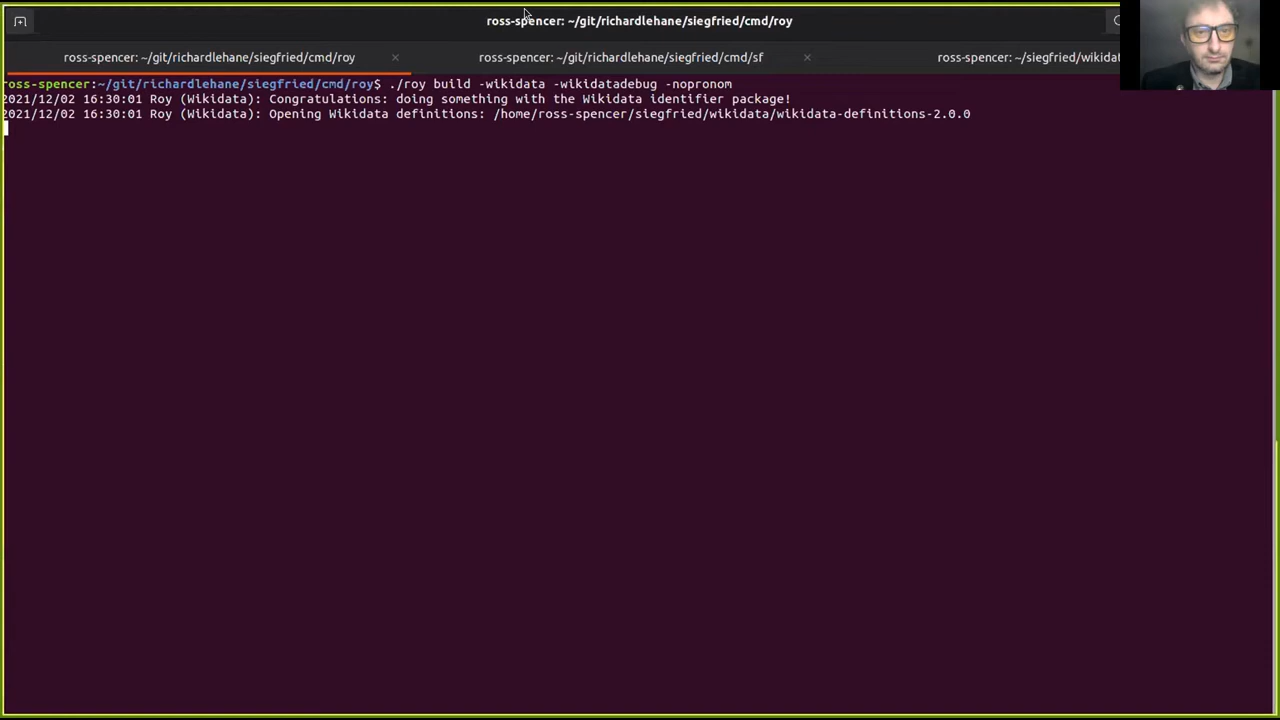 ross-spencer: ~/git/richardlehane/siegfried/cmd/roy
ross-spencer: ~/git/richardlehane/siegfried/cmd/roy
ross-spencer: ~/git/richardlehane/siegfried/cmd/sf
ross-spencer: ~/siegfried/wikidat
ross-spencer:~/git/richardlehane/siegfried/cmd/roy$ ./roy build -wikidata -wikidatadebug -nopronom
2021/12/02 16:30:01 Roy (Wikidata): Congratulations: doing something with the Wikidata identifier package!
2021/12/02 16:30:01 Roy (Wikidata): Opening Wikidata definitions: /home/ross-spencer/siegfried/wikidata/wikidata-definitions-2.0.0